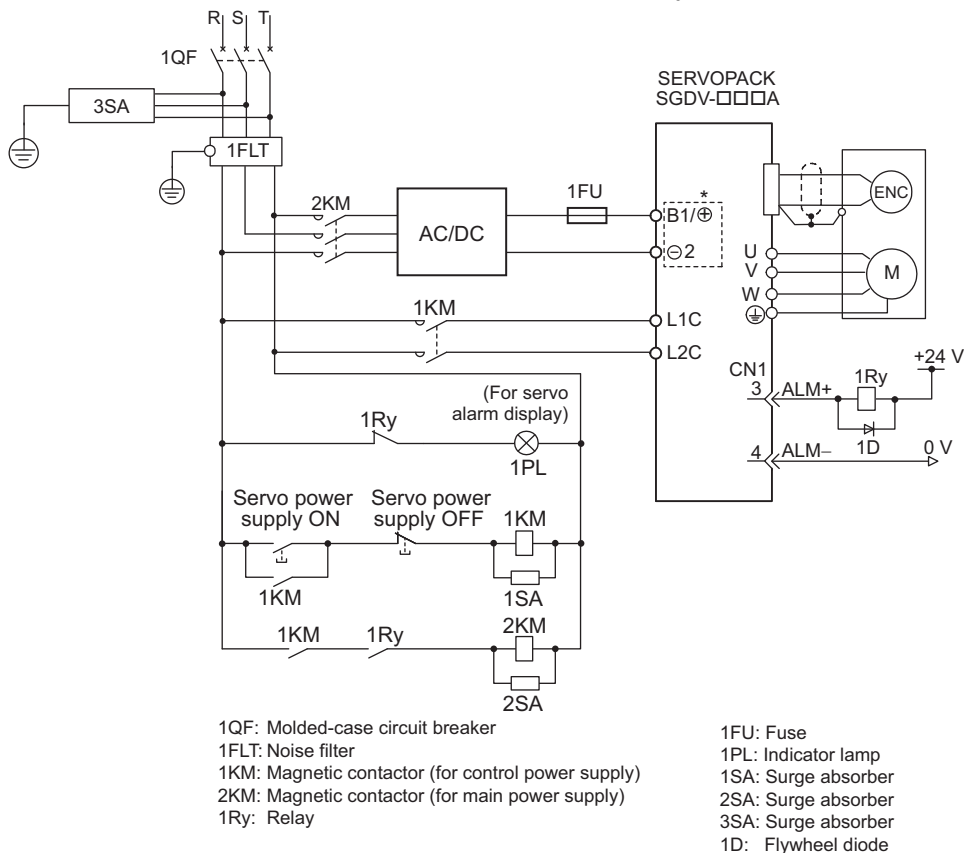 R S T
1QF
3SA
1FLT
SERVOPACK
SGDV-□□□A
2KM
AC/DC
1FU
*
B1/⊕
⊖2
ENC
U
V
W
M
1KM
L1C
L2C
CN1
+24 V
3 ALM+
1Ry
1D
4 ALM–
0 V
(For servo
alarm display)
1Ry
1PL
Servo power
supply ON
Servo power
supply OFF
1KM
1KM
1SA
1KM
1Ry
2KM
2SA
1QF: Molded-case circuit breaker
1FLT: Noise filter
1KM: Magnetic contactor (for control power supply)
2KM: Magnetic contactor (for main power supply)
1Ry: Relay
1FU: Fuse
1PL: Indicator lamp
1SA: Surge absorber
2SA: Surge absorber
3SA: Surge absorber
1D: Flywheel diode